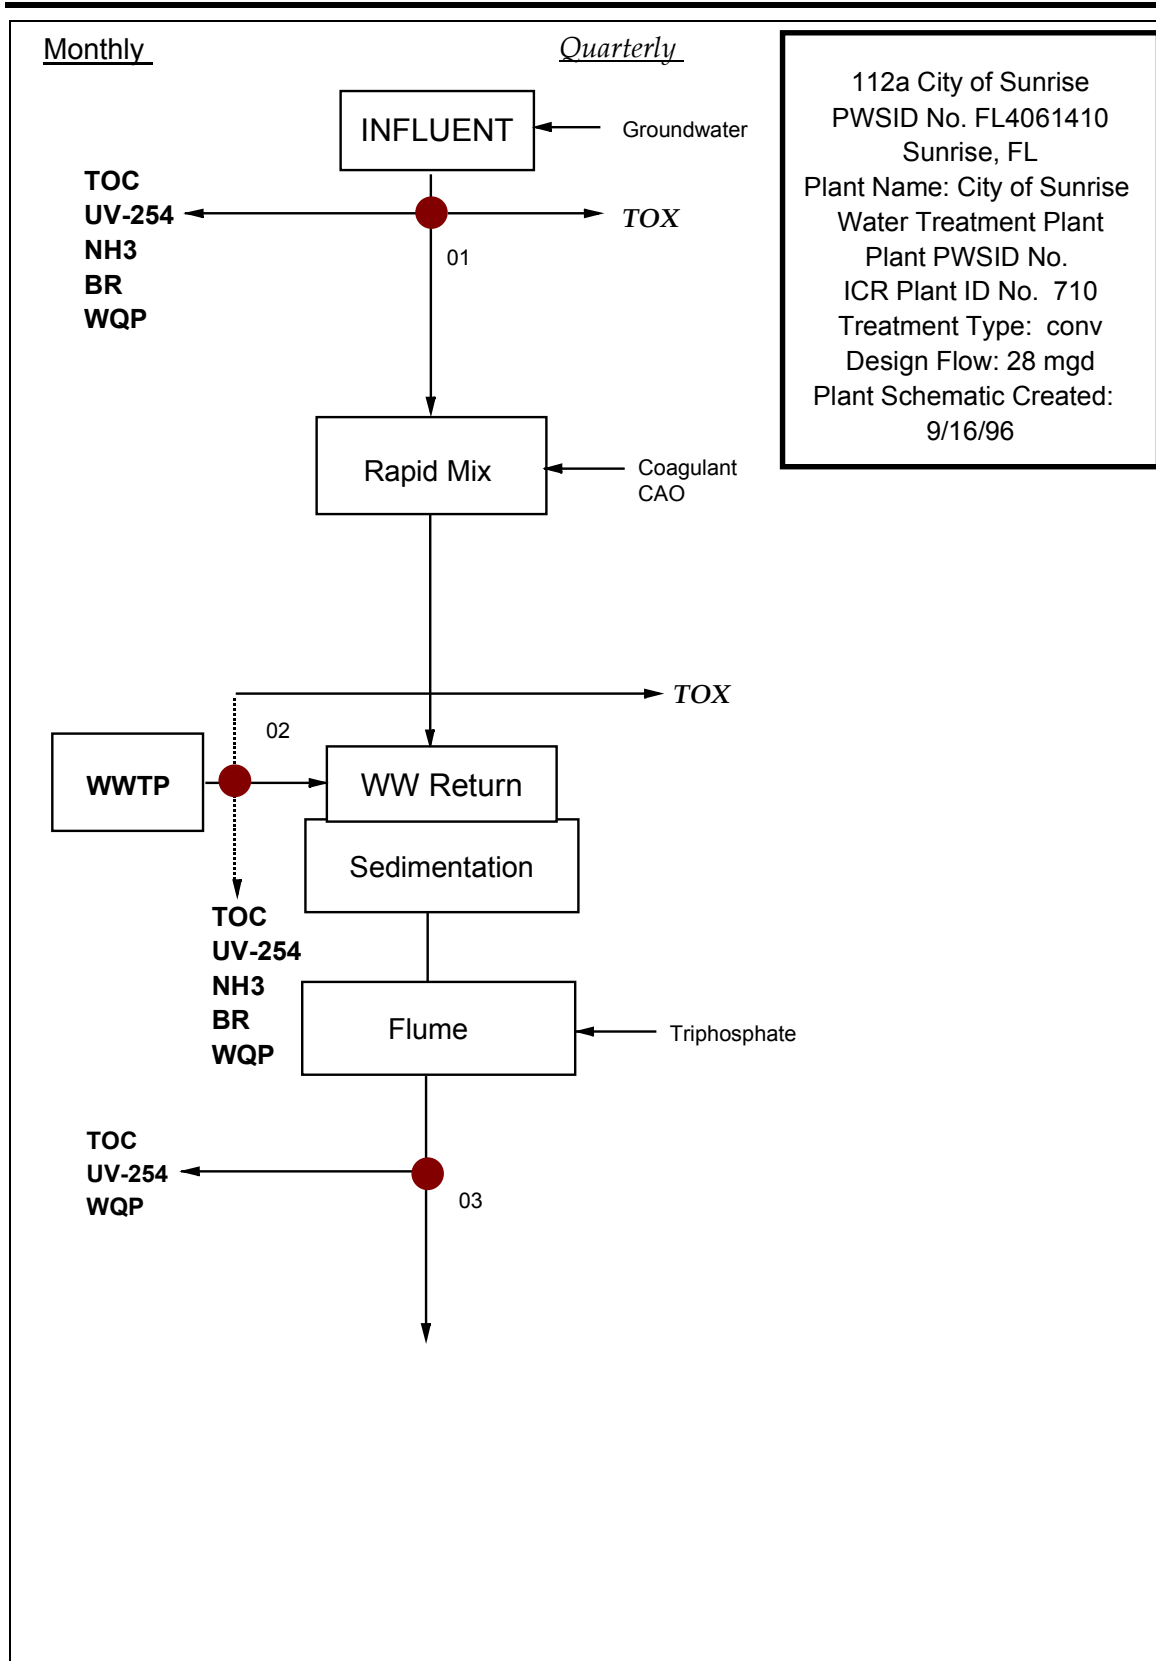 Monthly
Quarterly
112a City of Sunrise
PWSID No. FL4061410
Sunrise, FL
Plant Name: City of Sunrise
Water Treatment Plant
Plant PWSID No.
ICR Plant ID No. 710
Treatment Type: conv
Design Flow: 28 mgd
Plant Schematic Created:
9/16/96
INFLUENT
Groundwater
TOC
UV-254
NH3
BR
WQP
TOX
01
Rapid Mix
Coagulant
CAO
TOX
02
WWTP
WW Return
Sedimentation
TOC
UV-254
NH3
BR
WQP
Flume
Triphosphate
TOC
UV-254
WQP
03